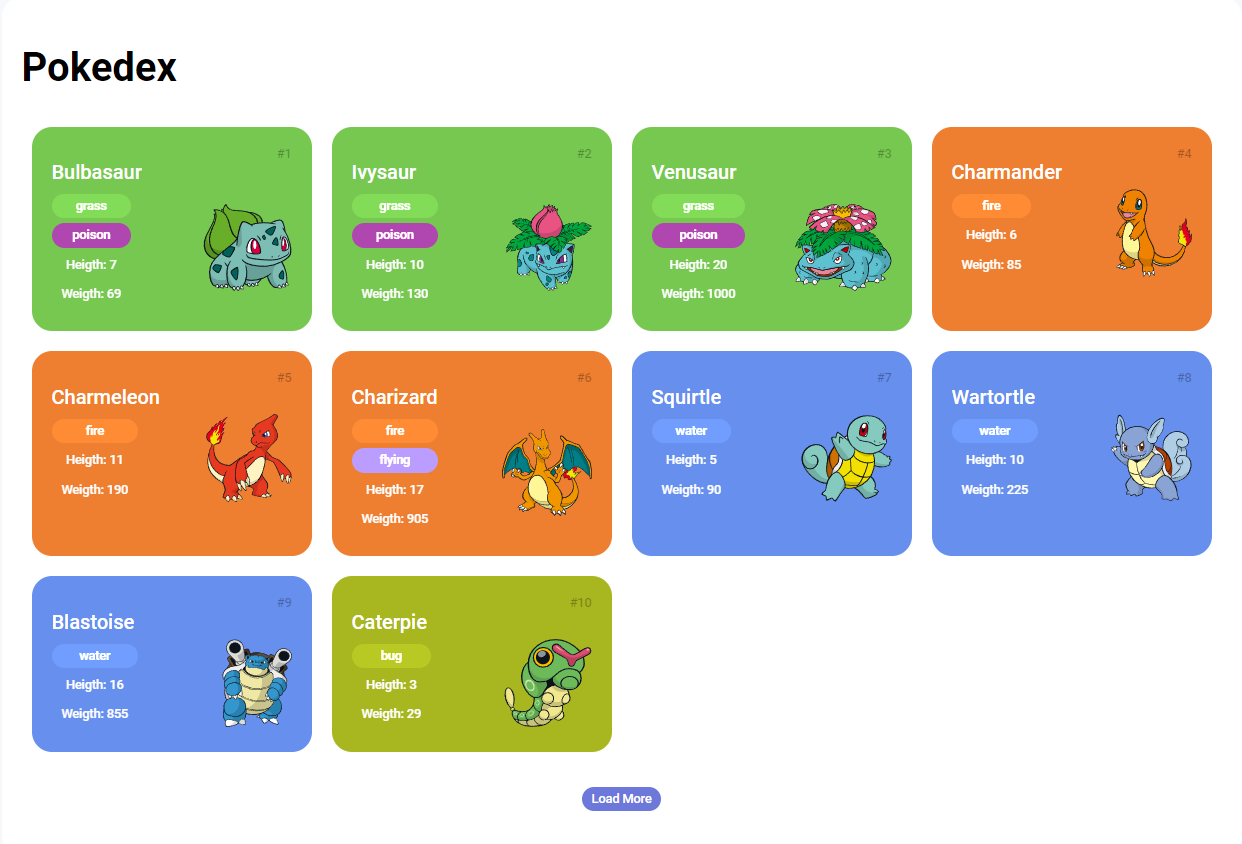 Pokedex
#1
Bulbasaur
grass
poison
Heigth: 7
Weigth: 69
#2
Ivysaur
grass
poison
Heigth: 10
Weigth: 130
#3
Venusaur
grass
poison
Heigth: 20
Weigth: 1000
#4
Charmander
fire
Heigth: 6
Weigth: 85
#5
Charmeleon
fire
Heigth: 11
Weigth: 190
#6
Charizard
fire
flying
Heigth: 17
Weigth: 905
#7
Squirtle
water
Heigth: 5
Weigth: 90
#8
Wartortle
water
Heigth: 10
Weigth: 225
#9
Blastoise
water
Heigth: 16
Weigth: 855
#10
Caterpie
bug
Heigth: 3
Weigth: 29
Load More